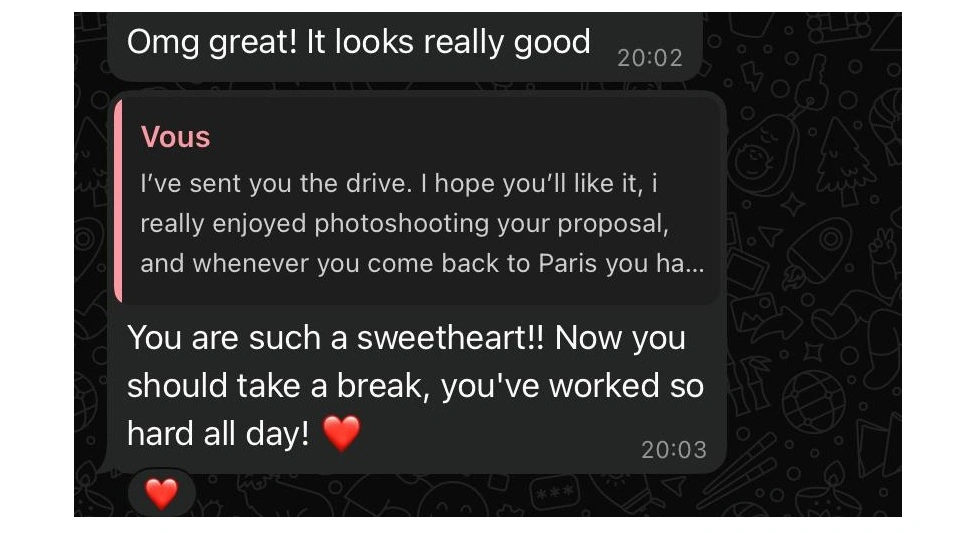 Omg great! It looks really good 20:02
Vous
I’ve sent you the drive. I hope you’ll like it, i
really enjoyed photoshooting your proposal,
and whenever you come back to Paris you ha...
You are such a sweetheart!! Now you
should take a break, you've worked so
hard all day! ❤️ 20:03
❤️
***